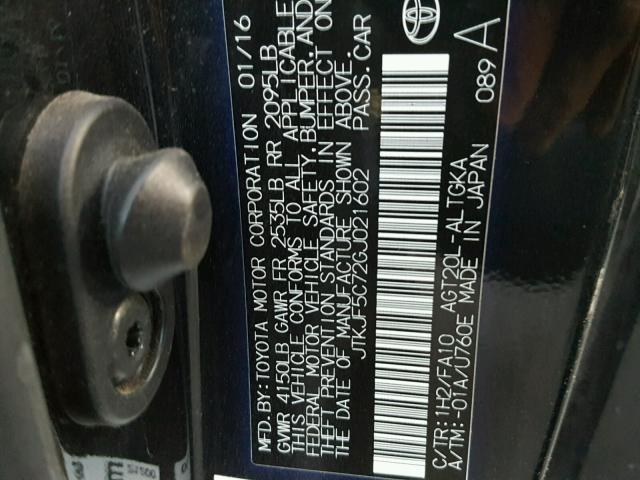 MFD.BY:TOYOTA MOTOR CORPORATION 01/16
GVWR 4150LB GAWR FR 2535LB RR 2095LB
THIS VEHICLE CONFORMS TO ALL APPLICABLE
FEDERAL MOTOR VEHICLE SAFETY,BUMPER,AND
THEFT PREVENTION STANDARDS IN EFFECT ON
THE DATE OF MANUFACTURE SHOWN ABOVE.
JTKJF5C72GJ021602 PASS.CAR
C/TR:1H2/FA10 AGT20L-ALTGKA
A/TM:-01A/U760E MADE IN JAPAN
089A